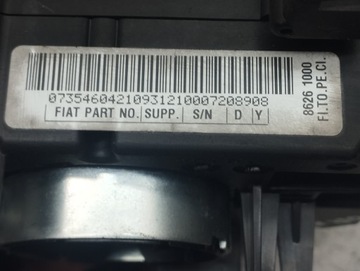 07354604210931210007208908
FIAT PART NO. SUPP. S/N D Y
8626 1000
FI.TO.PE.CI.